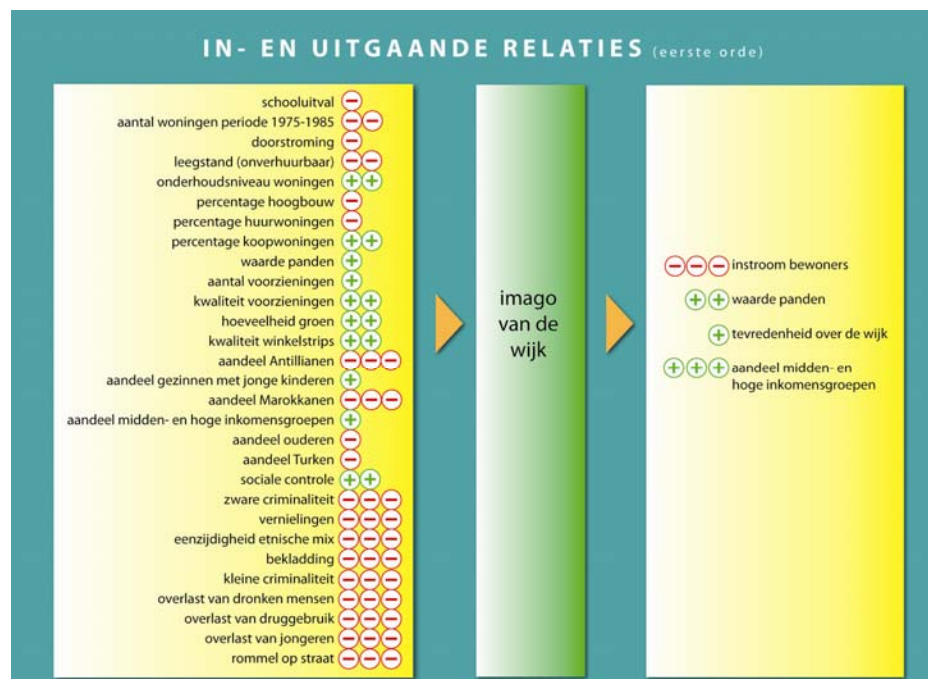 IN- EN UITGAANDE RELATIES (eerste orde)
schooluitval
aantal woningen periode 1975-1985
doorstroming
leegstand (onverhuurbaar)
onderhoudsniveau woningen
percentage hoogbouw
percentage huurwoningen
percentage koopwoningen
waarde panden
aantal voorzieningen
kwaliteit voorzieningen
hoeveelheid groen
kwaliteit winkelstrips
aandeel Antillianen
aandeel gezinnen met jonge kinderen
aandeel Marokkanen
aandeel midden- en hoge inkomensgroepen
aandeel ouderen
aandeel Turken
sociale controle
zware criminaliteit
vernielingen
eenzijdigheid etnische mix
bekladding
kleine criminaliteit
overlast van dronken mensen
overlast van druggebruik
overlast van jongeren
rommel op straat
imago
van de
wijk
instroom bewoners
waarde panden
tevredenheid over de wijk
aandeel midden- en
hoge inkomensgroepen